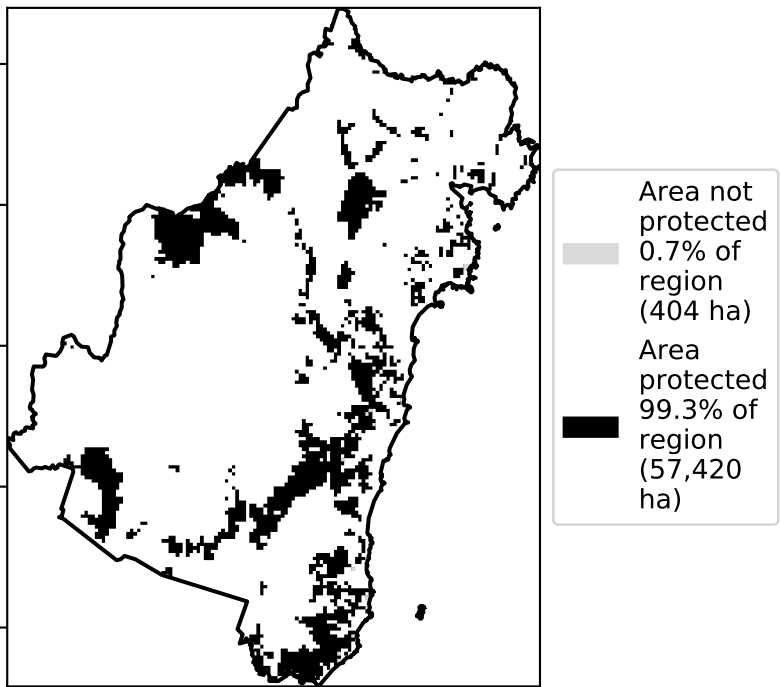 Area not
protected
0.7% of
region
(404 ha)
Area
protected
99.3% of
region
(57,420
ha)